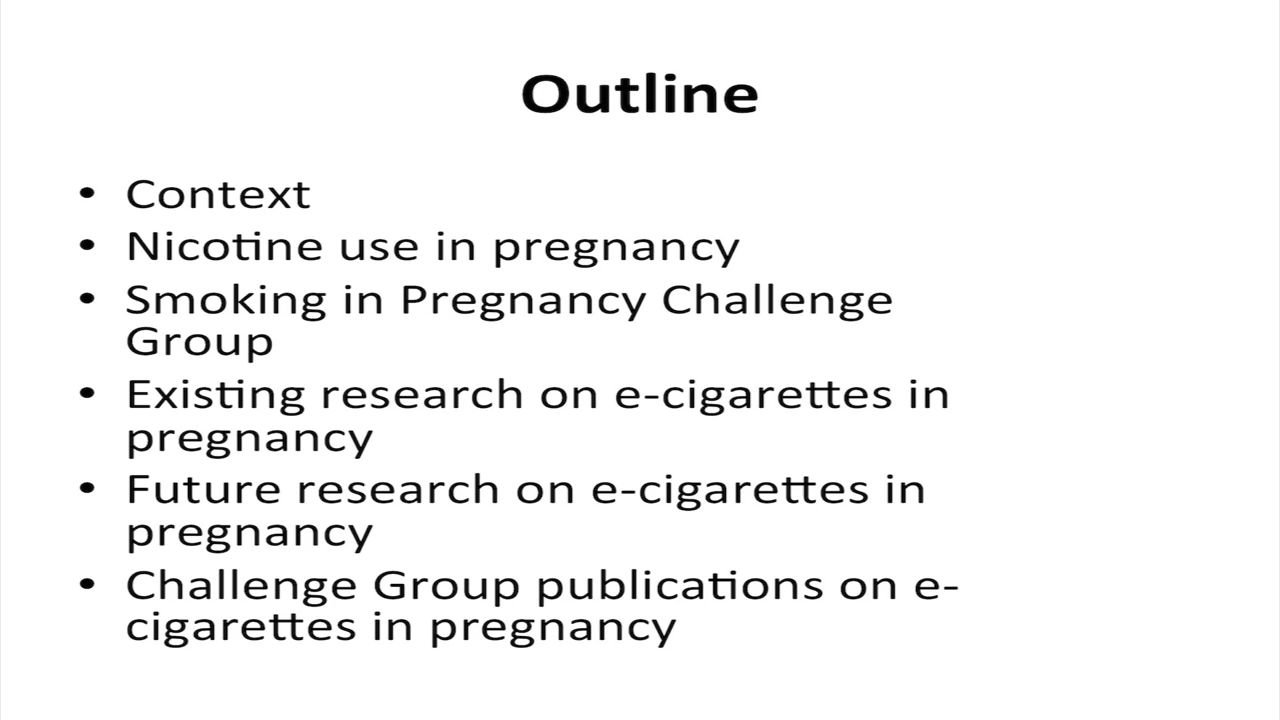 Outline
• Context
• Nicotine use in pregnancy
• Smoking in Pregnancy Challenge
Group
• Existing research on e-cigarettes in
pregnancy
• Future research on e-cigarettes in
pregnancy
• Challenge Group publications on e-
cigarettes in pregnancy